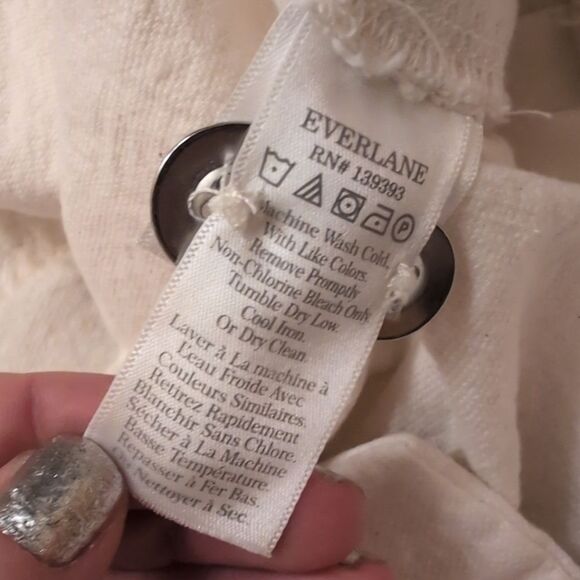 EVERLANE
RN# 139393
P
Machine Wash Cold,
With Like Colors.
Remove Promptly
Non-Chlorine Bleach Only.
Tumble Dry Low.
Cool Iron.
Or Dry Clean.
Laver à La machine à
L'eau Froide Avec
Couleurs Similaires.
Retirez Rapidement
Blanchir Sans Chlore.
Sécher à La Machine
Basse Température
Repasser à Fer Bas.
Nettoyer à Sec.